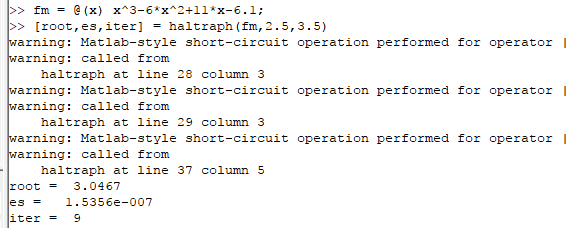 >> fm = @(x) x^3-6*x^2+11*x-6.1;
>> [root,es,iter] = haltraph(fm,2.5,3.5)
warning: Matlab-style short-circuit operation performed for operator |
warning: called from
    haltraph at line 28 column 3
warning: Matlab-style short-circuit operation performed for operator |
warning: called from
    haltraph at line 29 column 3
warning: Matlab-style short-circuit operation performed for operator |
warning: called from
    haltraph at line 37 column 5
root =  3.0467
es =   1.5356e-007
iter =  9